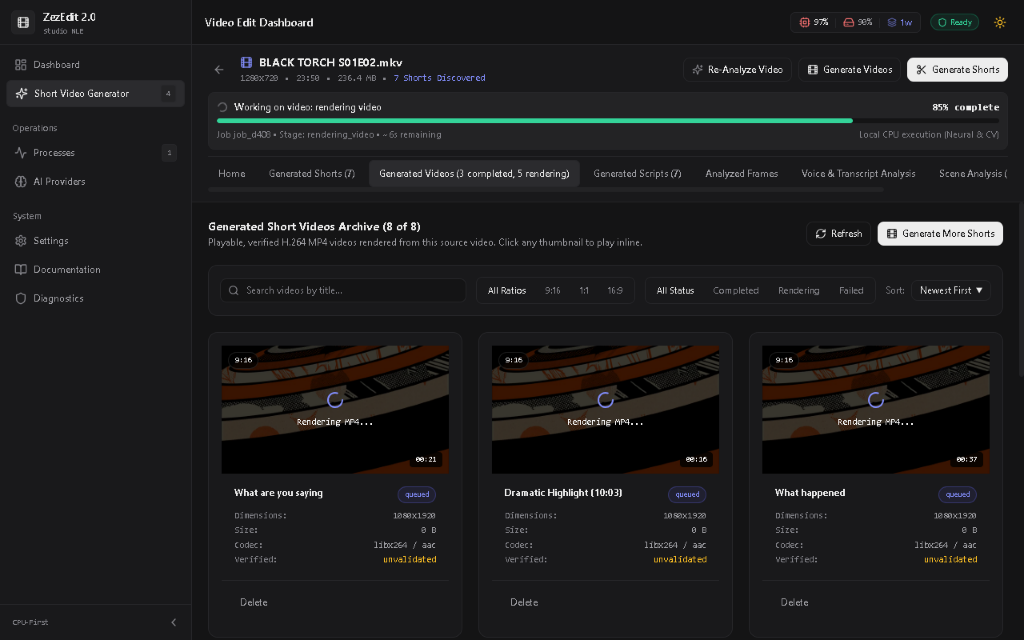 ZezEdit 2.0
Studio NLE
Video Edit Dashboard
97% 90% 1w Ready
Dashboard
Short Video Generator 4
Operations
Processes 1
AI Providers
System
Settings
Documentation
Diagnostics
CPU-First
BLACK TORCH S01E02.mkv
1280x720 • 23:50 • 236.4 MB • 7 Shorts Discovered
Re-Analyze Video
Generate Videos
Generate Shorts
Working on video: rendering video
85% complete
Job job_d408 • Stage: rendering_video • ~ 6s remaining
Local CPU execution (Neural & CV)
Home Generated Shorts (7) Generated Videos (3 completed, 5 rendering) Generated Scripts (7) Analyzed Frames Voice & Transcript Analysis Scene Analysis (
Generated Short Videos Archive (8 of 8)
Playable, verified H.264 MP4 videos rendered from this source video. Click any thumbnail to play inline.
Refresh
Generate More Shorts
Search videos by title...
All Ratios 9:16 1:1 16:9
All Status Completed Rendering Failed
Sort: Newest First ▼
9:16
Rendering MP4...
00:21
What are you saying queued
Dimensions: 1080x1920
Size: 0 B
Codec: libx264 / aac
Verified: unvalidated
Delete
9:16
Rendering MP4...
00:16
Dramatic Highlight (10:03) queued
Dimensions: 1080x1920
Size: 0 B
Codec: libx264 / aac
Verified: unvalidated
Delete
9:16
Rendering MP4...
00:37
What happened queued
Dimensions: 1080x1920
Size: 0 B
Codec: libx264 / aac
Verified: unvalidated
Delete